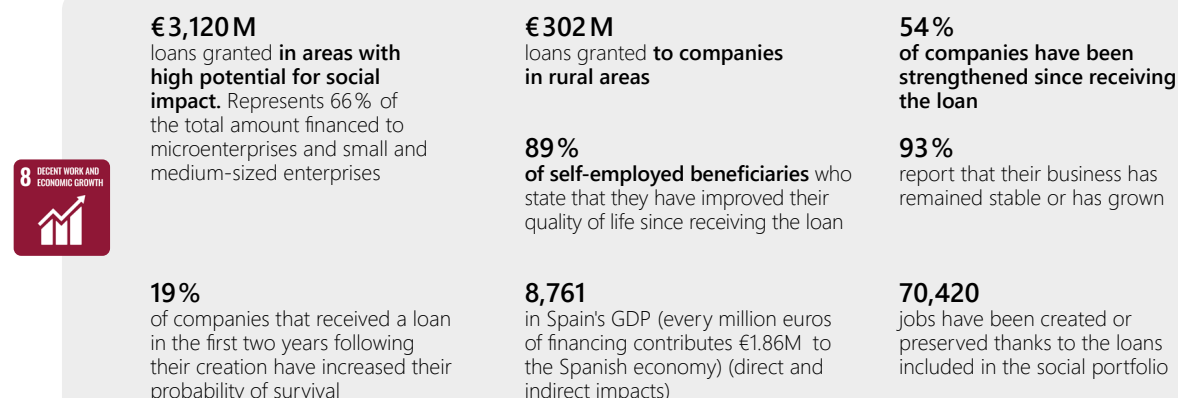 €3,120M
loans granted in areas with
high potential for social
impact. Represents 66% of
the total amount financed to
microenterprises and small and
medium-sized enterprises
€302M
loans granted to companies
in rural areas
89%
of self-employed beneficiaries who
state that they have improved their
quality of life since receiving the loan
54%
of companies have been
strengthened since receiving
the loan
93%
report that their business has
remained stable or has grown
8 DECENT WORK AND
ECONOMIC GROWTH
19%
of companies that received a loan
in the first two years following
their creation have increased their
probability of survival
8,761
in Spain's GDP (every million euros
of financing contributes €1.86M to
the Spanish economy) (direct and
indirect impacts)
70,420
jobs have been created or
preserved thanks to the loans
included in the social portfolio